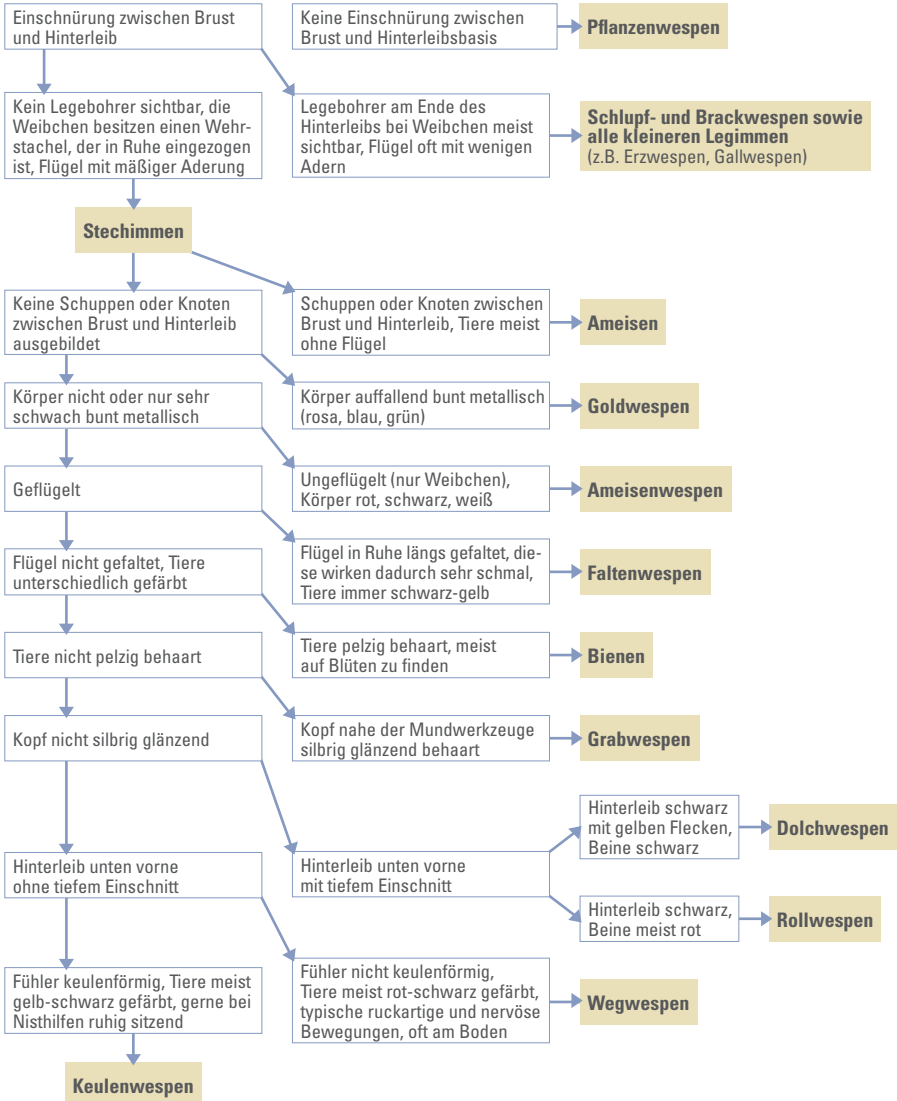 Einschnürung zwischen Brust
und Hinterleib
Keine Einschnürung zwischen
Brust und Hinterleibsbasis
Pflanzenwespen
Kein Legebohrer sichtbar, die
Weibchen besitzen einen Wehr-
stachel, der in Ruhe eingezogen
ist, Flügel mit mäßiger Aderung
Legebohrer am Ende des
Hinterleibs bei Weibchen meist
sichtbar, Flügel oft mit wenigen
Adern
Schlupf- und Brackwespen sowie
alle kleineren Legimmen
(z.B. Erzwespen, Gallwespen)
Stechimmen
Keine Schuppen oder Knoten
zwischen Brust und Hinterleib
ausgebildet
Schuppen oder Knoten zwischen
Brust und Hinterleib, Tiere meist
ohne Flügel
Ameisen
Körper nicht oder nur sehr
schwach bunt metallisch
Körper auffallend bunt metallisch
(rosa, blau, grün)
Goldwespen
Geflügelt
Ungeflügelt (nur Weibchen),
Körper rot, schwarz, weiß
Ameisenwespen
Flügel nicht gefaltet, Tiere
unterschiedlich gefärbt
Flügel in Ruhe längs gefaltet, die-
se wirken dadurch sehr schmal,
Tiere immer schwarz-gelb
Faltenwespen
Tiere nicht pelzig behaart
Tiere pelzig behaart, meist
auf Blüten zu finden
Bienen
Kopf nicht silbrig glänzend
Kopf nahe der Mundwerkzeuge
silbrig glänzend behaart
Grabwespen
Hinterleib unten vorne
ohne tiefem Einschnitt
Hinterleib unten vorne
mit tiefem Einschnitt
Hinterleib schwarz
mit gelben Flecken,
Beine schwarz
Dolchwespen
Hinterleib schwarz,
Beine meist rot
Rollwespen
Fühler keulenförmig, Tiere meist
gelb-schwarz gefärbt, gerne bei
Nisthilfen ruhig sitzend
Fühler nicht keulenförmig,
Tiere meist rot-schwarz gefärbt,
typische ruckartige und nervöse
Bewegungen, oft am Boden
Wegwespen
Keulenwespen